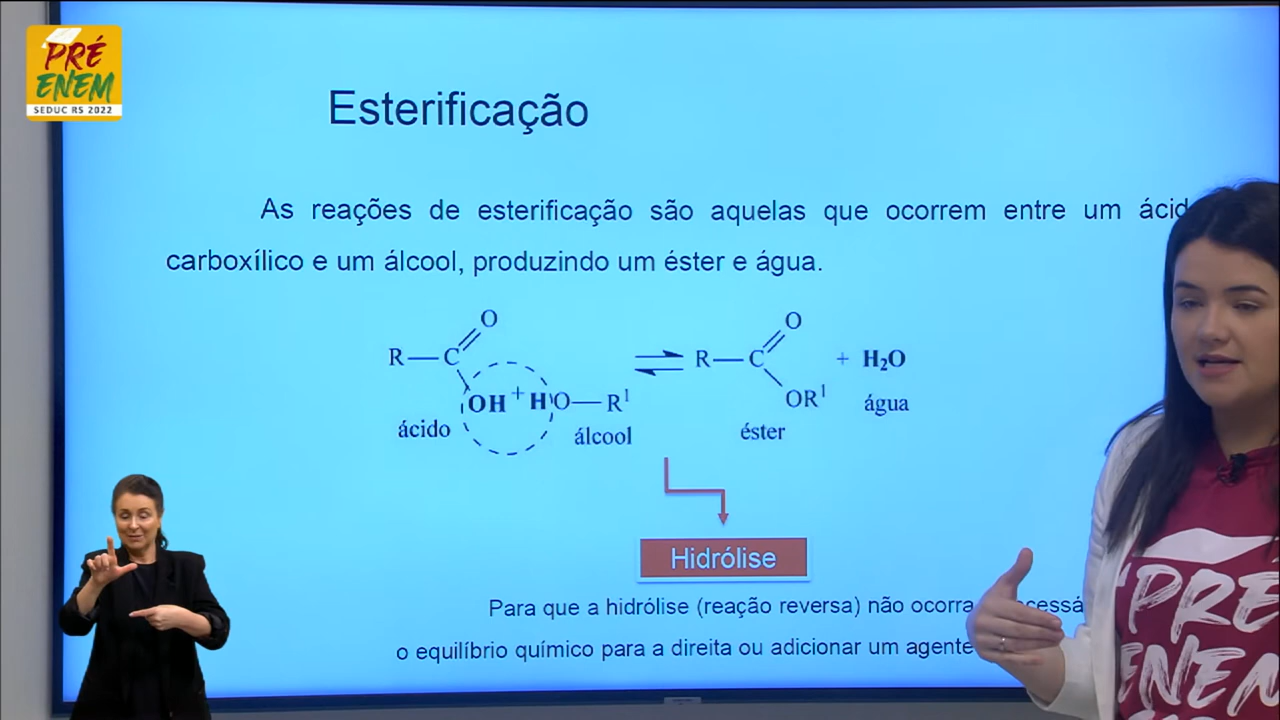 PRÉ
ENEM
SEDUC RS 2022
Esterificação
As reações de esterificação são aquelas que ocorrem entre um
carboxílico e um álcool, produzindo um éster e água.
O O
R—C R—C + H₂O
OH + HO—R¹ OR¹ água
ácido álcool éster
Hidrólise
Para que a hidrólise (reação reversa) não ocorra
o equilíbrio químico para a direita ou adicionar um agente
PRÉ
ENEM